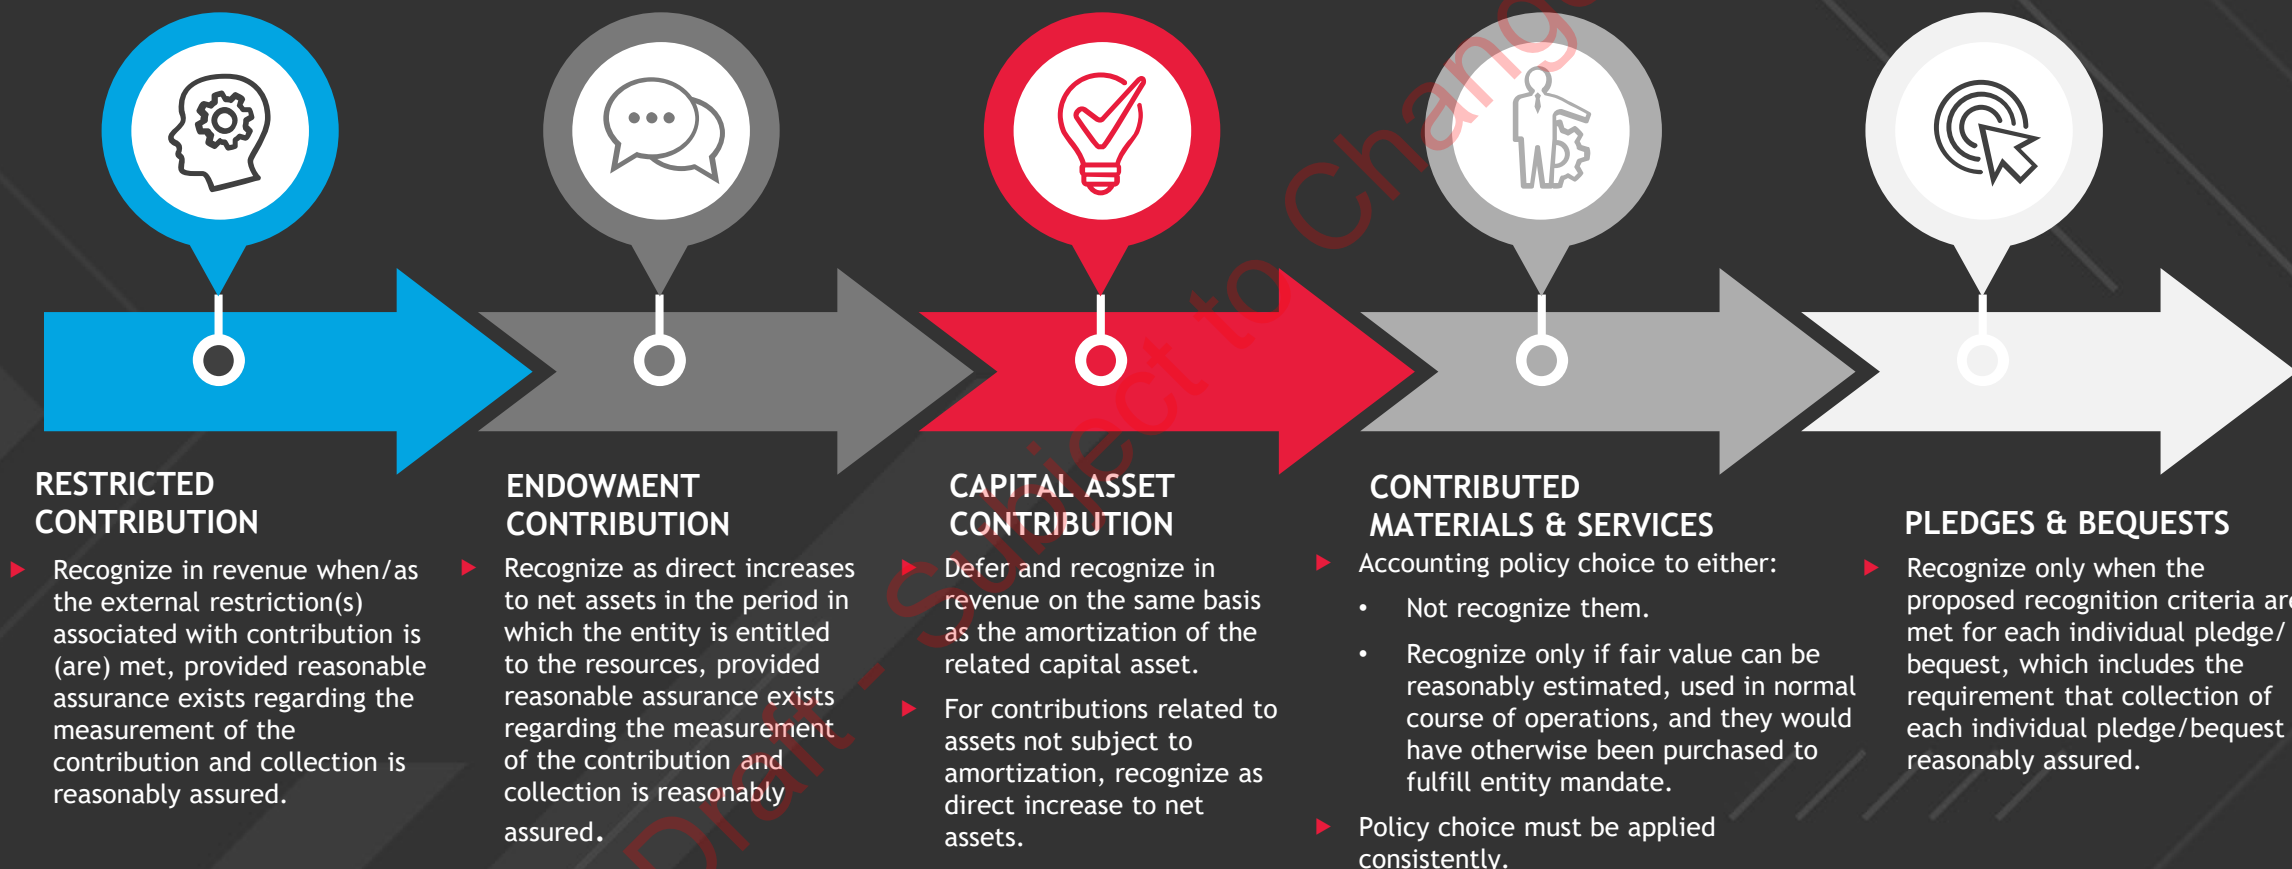 RESTRICTED
CONTRIBUTION
Recognize in revenue when/as
the external restriction(s)
associated with contribution is
(are) met, provided reasonable
assurance exists regarding the
measurement of the
contribution and collection is
reasonably assured.
ENDOWMENT
CONTRIBUTION
Recognize as direct increases
to net assets in the period in
which the entity is entitled
to the resources, provided
reasonable assurance exists
regarding the measurement
of the contribution and
collection is reasonably
assured.
CAPITAL ASSET
CONTRIBUTION
Defer and recognize in
revenue on the same basis
as the amortization of the
related capital asset.
For contributions related to
assets not subject to
amortization, recognize as
direct increase to net
assets.
CONTRIBUTED
MATERIALS & SERVICES
Accounting policy choice to either:
• Not recognize them.
• Recognize only if fair value can be
reasonably estimated, used in normal
course of operations, and they would
have otherwise been purchased to
fulfill entity mandate.
Policy choice must be applied
consistently.
PLEDGES & BEQUESTS
Recognize only when the
proposed recognition criteria are
met for each individual pledge/
bequest, which includes the
requirement that collection of
each individual pledge/bequest
reasonably assured.
Draft - Subject to Change